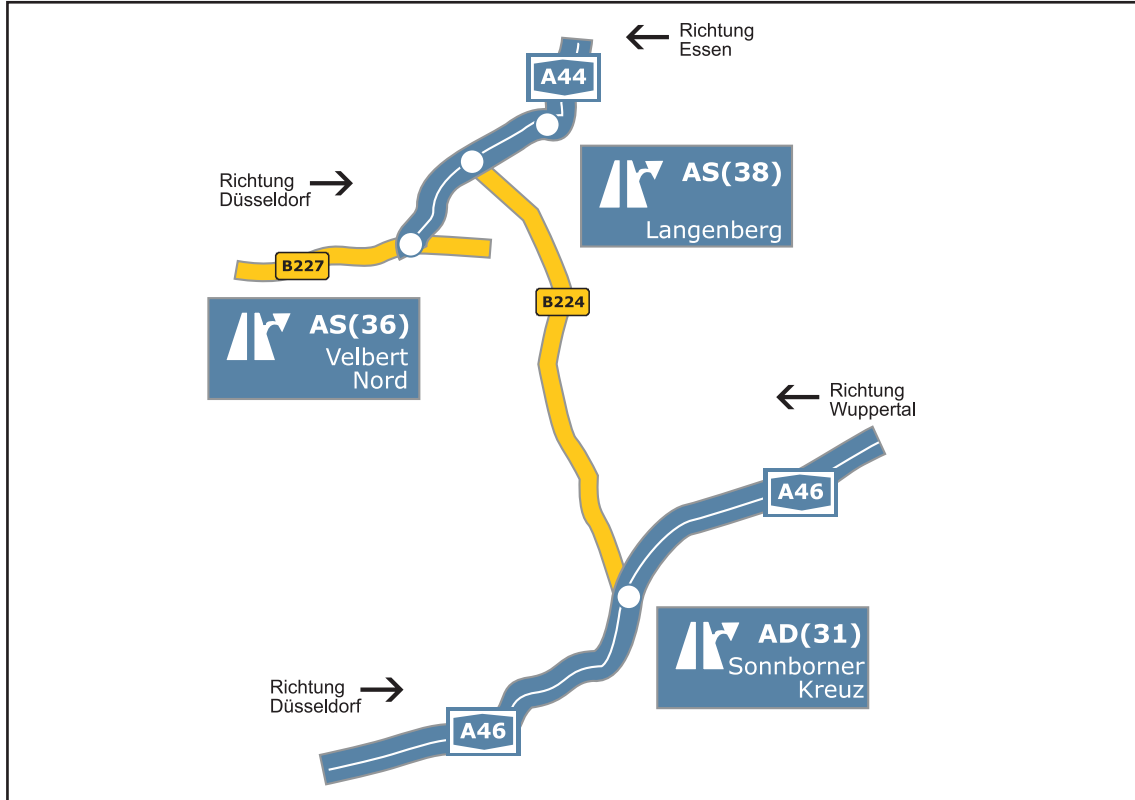 Richtung
Essen
A44
AS(38)
Langenberg
Richtung
Düsseldorf
B227
B224
AS(36)
Velbert
Nord
Richtung
Wuppertal
A46
AD(31)
Sonnborner
Kreuz
Richtung
Düsseldorf
A46